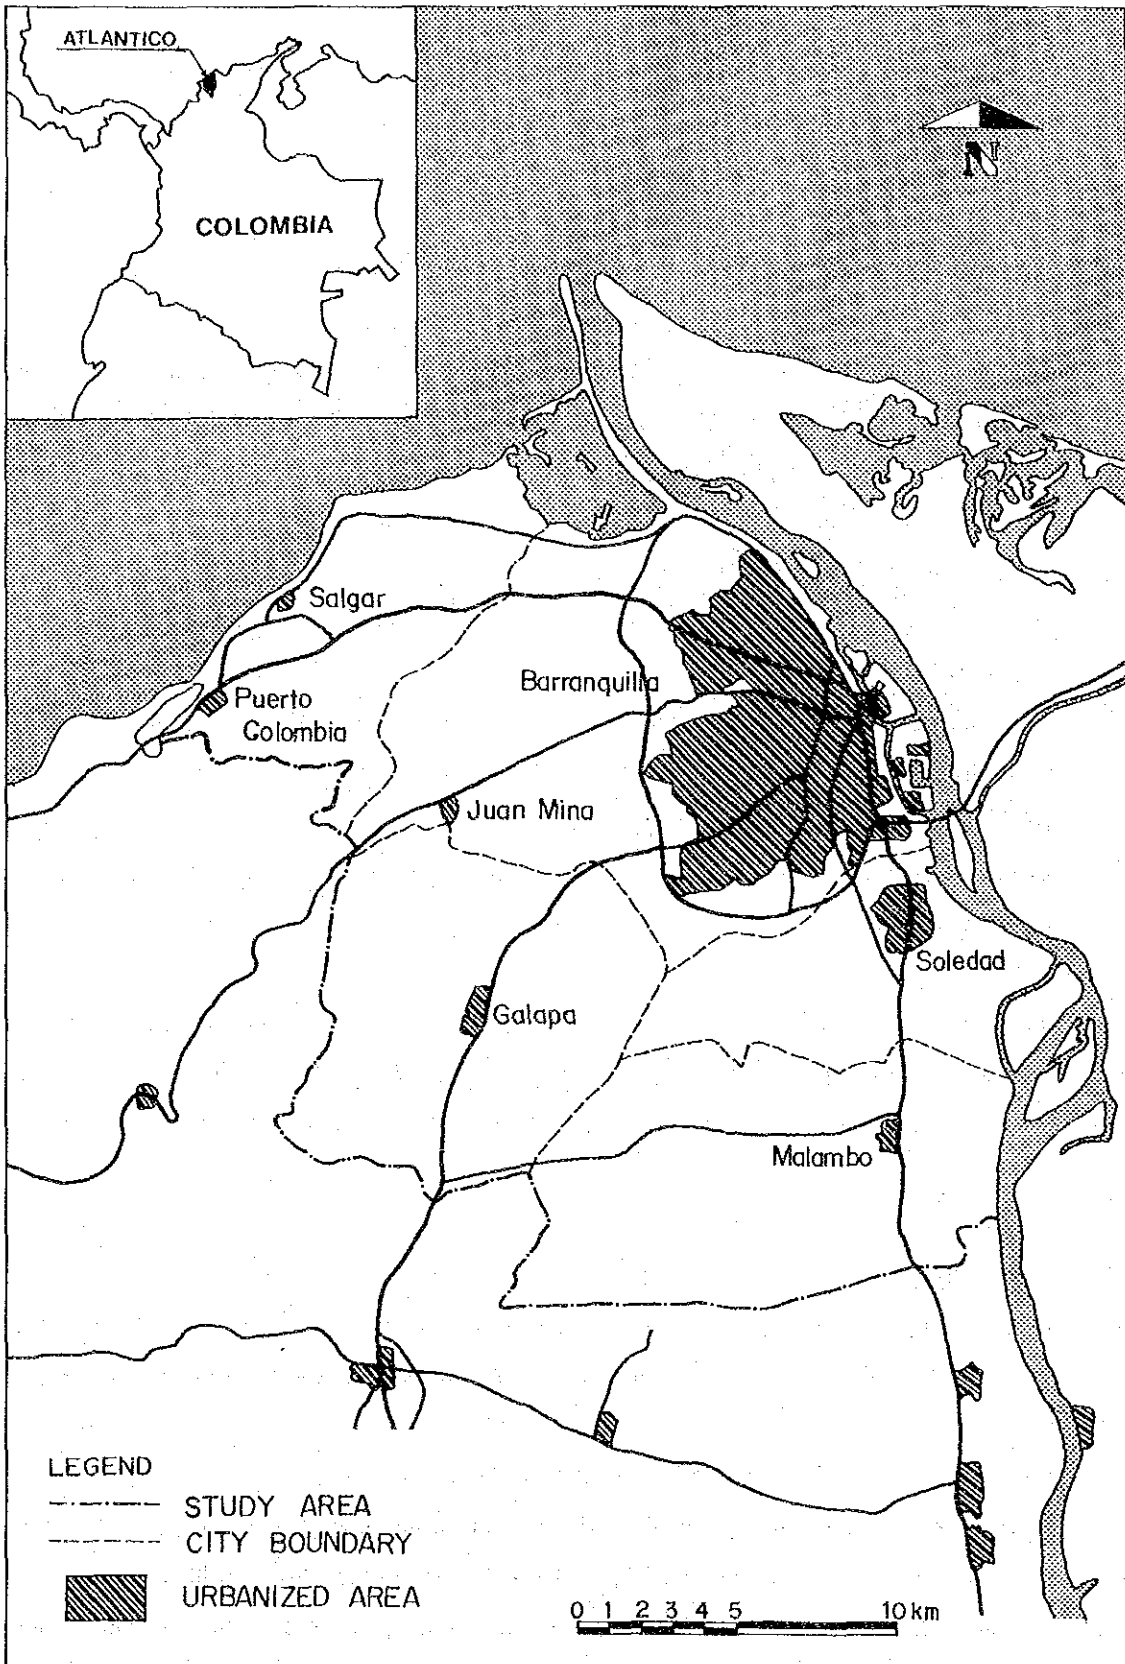 ATLANTICO
COLOMBIA
N
Salgar
Barranquilla
Puerto
Colombia
Juan Mina
Soledad
Galapa
Malambo
LEGEND
STUDY AREA
CITY BOUNDARY
URBANIZED AREA
0 1 2 3 4 5 10 km